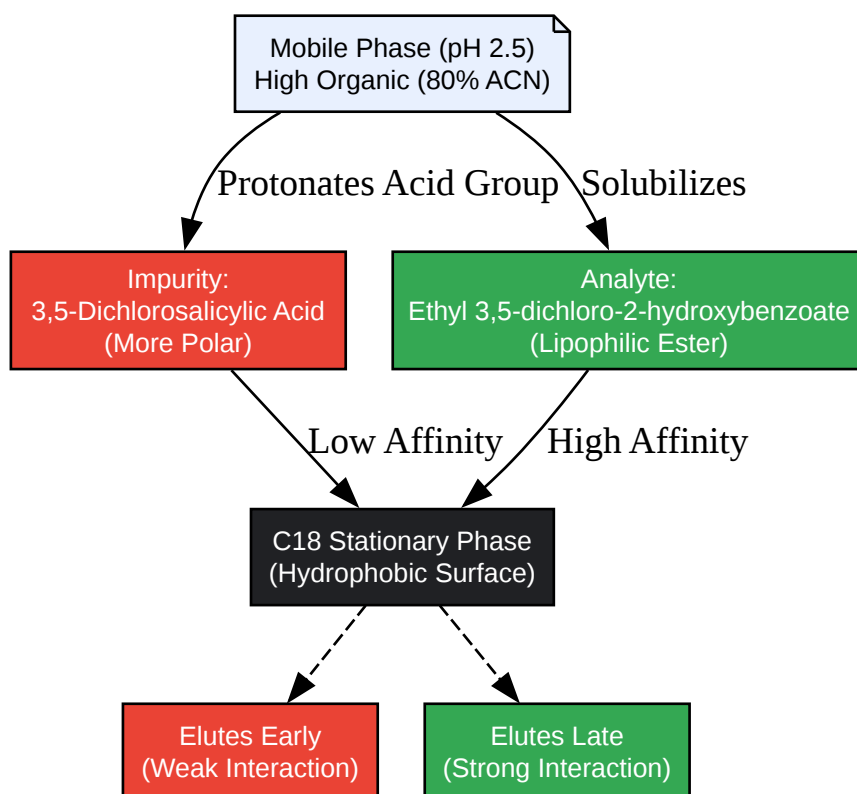 Mobile Phase (pH 2.5)
High Organic (80% ACN)
Protonates Acid Group
Solubilizes
Impurity:
3,5-Dichlorosalicylic Acid
(More Polar)
Analyte:
Ethyl 3,5-dichloro-2-hydroxybenzoate
(Lipophilic Ester)
Low Affinity
High Affinity
C18 Stationary Phase
(Hydrophobic Surface)
Elutes Early
(Weak Interaction)
Elutes Late
(Strong Interaction)